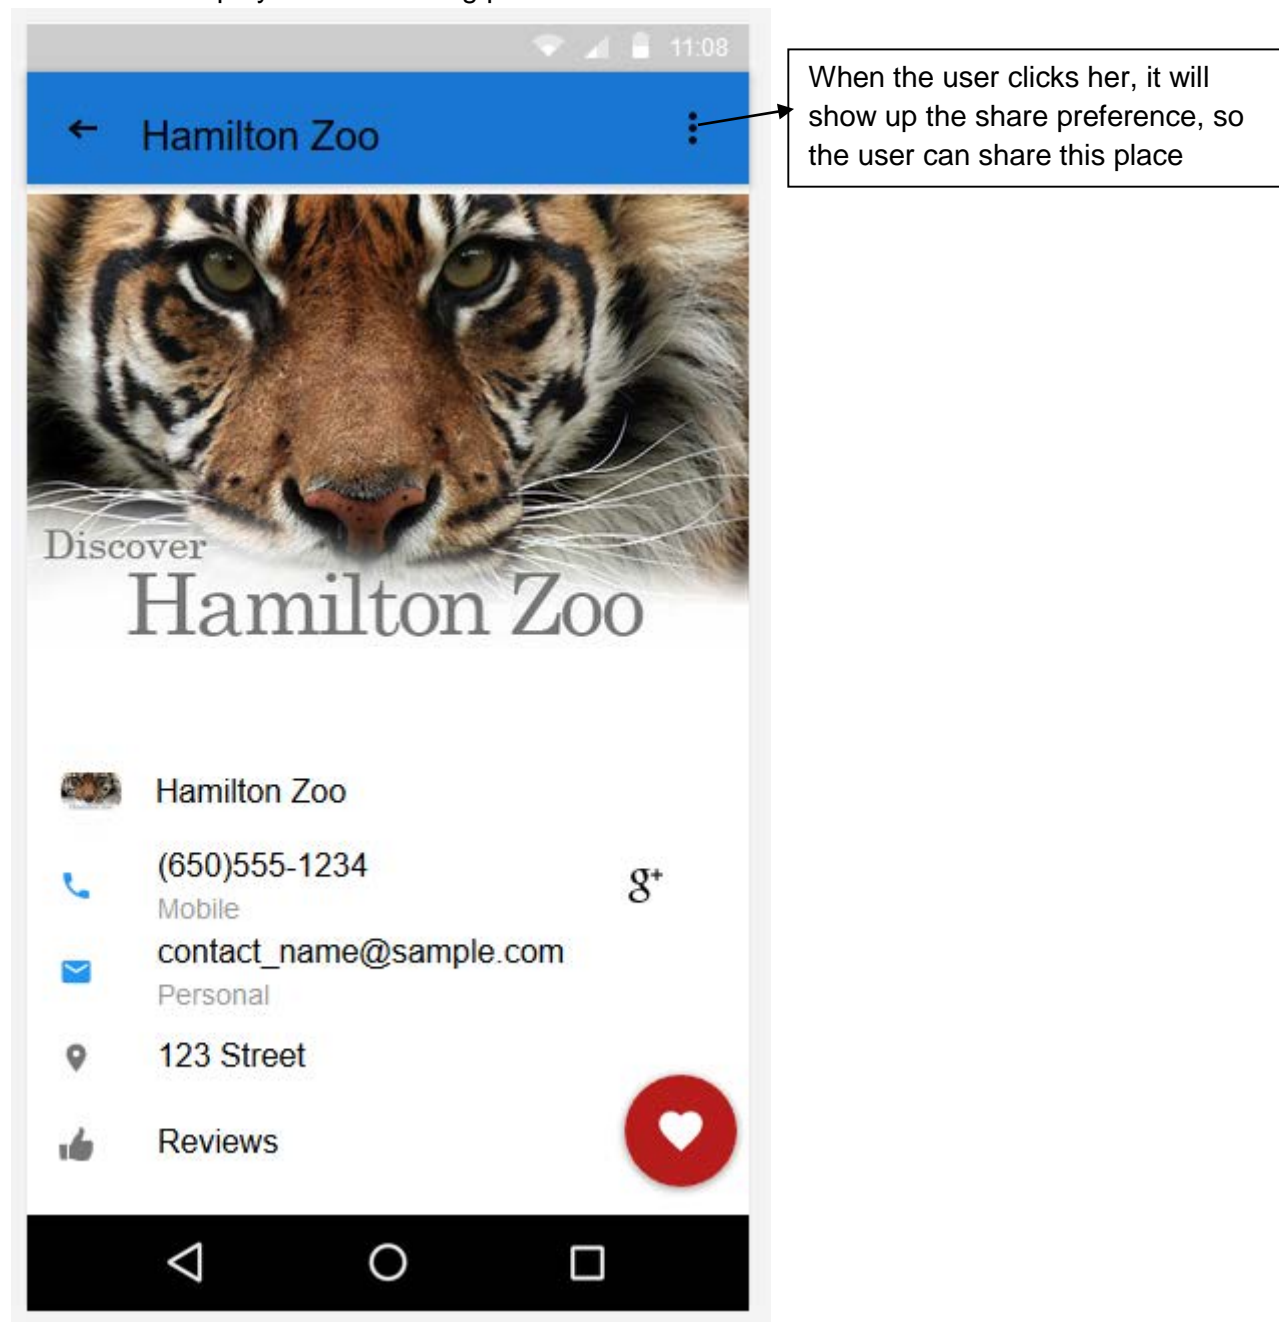 11:08
When the user clicks her, it will
show up the share preference, so
the user can share this place
Hamilton Zoo
Discover
Hamilton Zoo
Hamilton Zoo
(650)555-1234
g+
Mobile
contact_name@sample.com
Personal
123 Street
Reviews